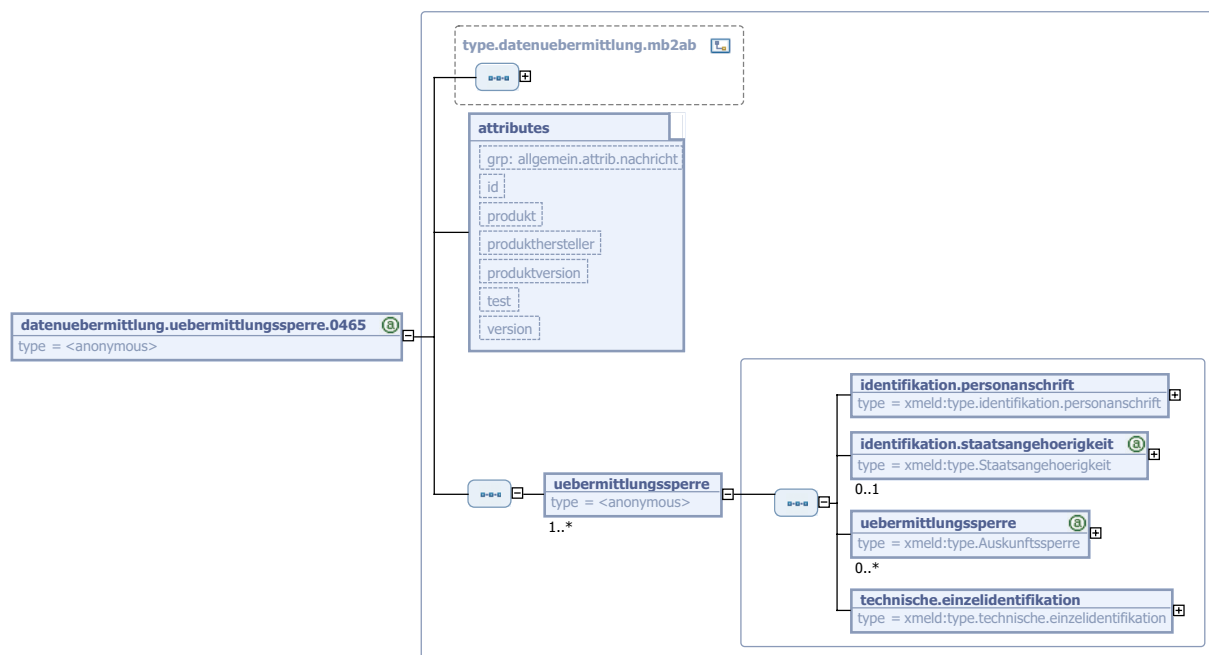 type.datenuebermittlung.mb2ab
attributes
grp: allgemein.attrib.nachricht
id
produkt
produkthersteller
produktversion
test
version
datenuebermittlung.uebermittlungssperre.0465
type = <anonymous>
uebermittlungssperre
type = <anonymous>
1..*
identifikation.personanschrift
type = xmeld:type.identifikation.personanschrift
identifikation.staatsangehoerigkeit
type = xmeld:type.Staatsangehoerigkeit
0..1
uebermittlungssperre
type = xmeld:type.Auskunftssperre
0..*
technische.einzelidentifikation
type = xmeld:type.technische.einzelidentifikation